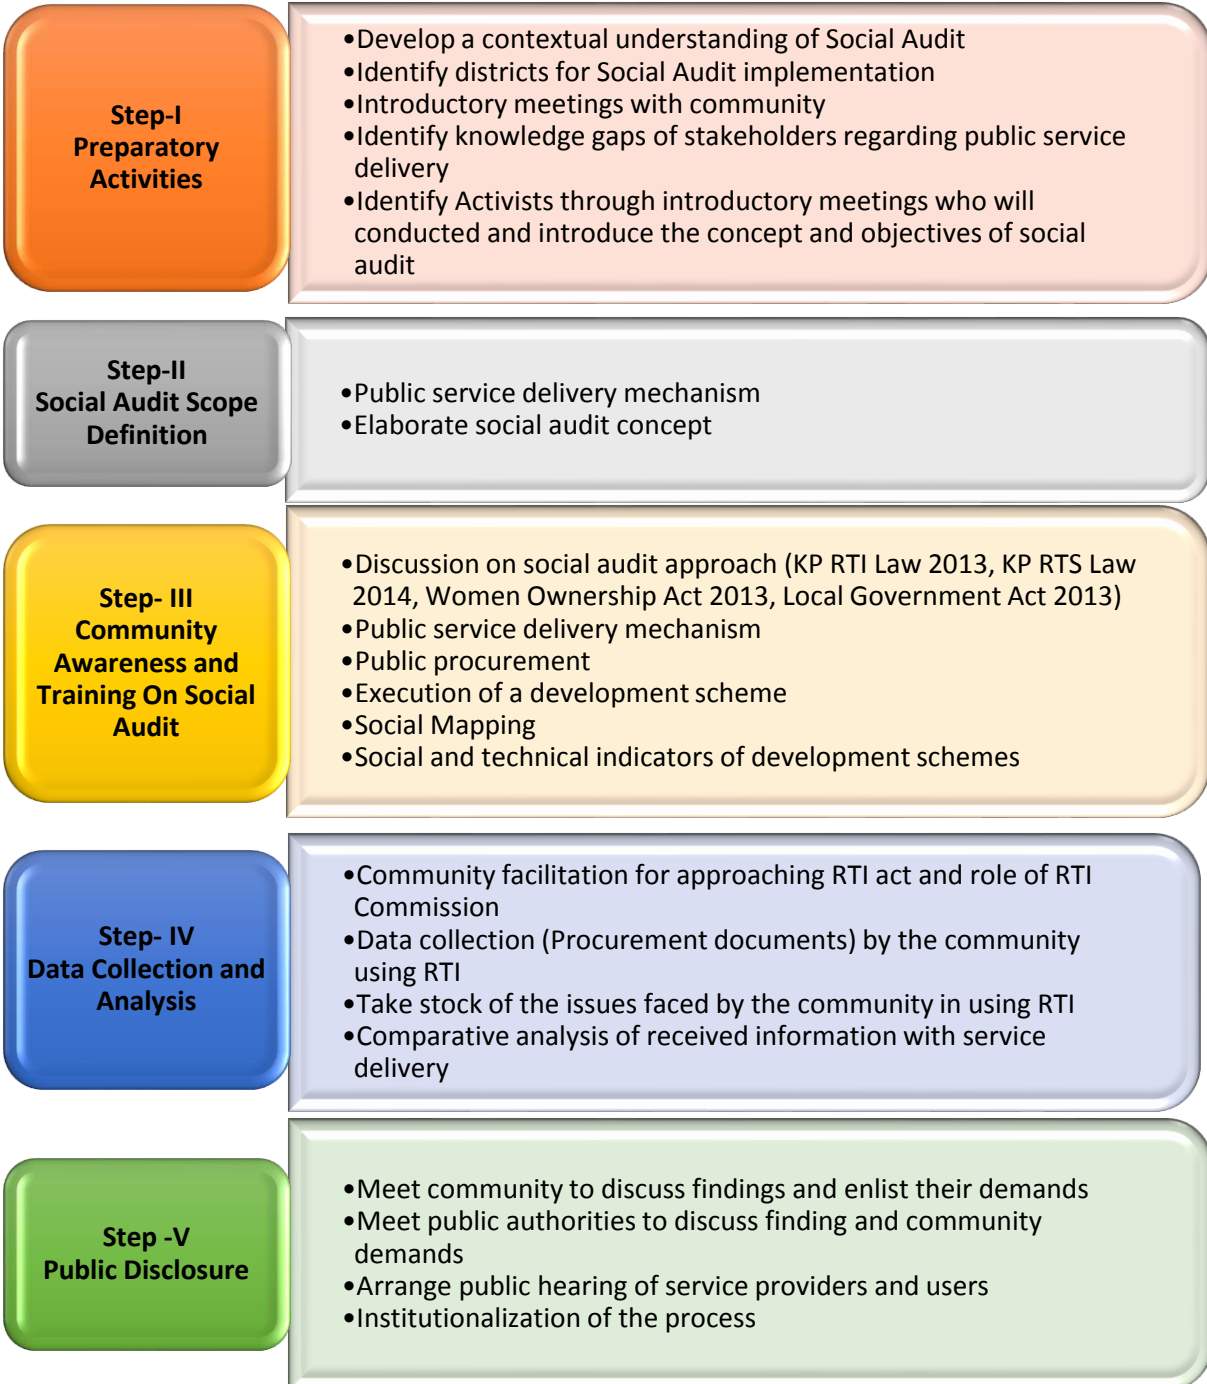 Step-I
Preparatory
Activities
•Develop a contextual understanding of Social Audit
•Identify districts for Social Audit implementation
•Introductory meetings with community
•Identify knowledge gaps of stakeholders regarding public service
delivery
•Identify Activists through introductory meetings who will
conducted and introduce the concept and objectives of social
audit
Step-II
Social Audit Scope
Definition
•Public service delivery mechanism
•Elaborate social audit concept
Step- III
Community
Awareness and
Training On Social
Audit
•Discussion on social audit approach (KP RTI Law 2013, KP RTS Law
2014, Women Ownership Act 2013, Local Government Act 2013)
•Public service delivery mechanism
•Public procurement
•Execution of a development scheme
•Social Mapping
•Social and technical indicators of development schemes
Step- IV
Data Collection and
Analysis
•Community facilitation for approaching RTI act and role of RTI
Commission
•Data collection (Procurement documents) by the community
using RTI
•Take stock of the issues faced by the community in using RTI
•Comparative analysis of received information with service
delivery
Step -V
Public Disclosure
•Meet community to discuss findings and enlist their demands
•Meet public authorities to discuss finding and community
demands
•Arrange public hearing of service providers and users
•Institutionalization of the process